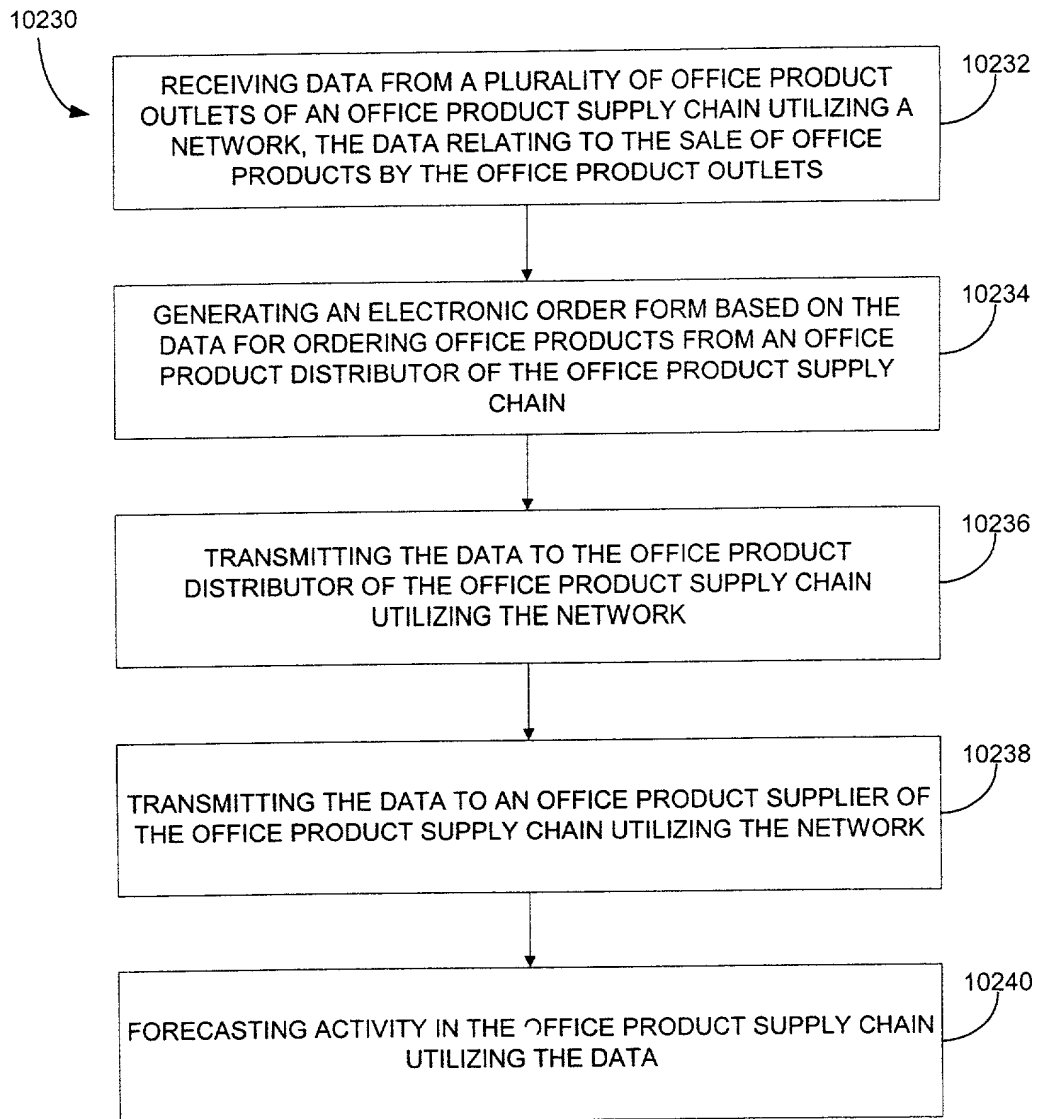 10230
RECEIVING DATA FROM A PLURALITY OF OFFICE PRODUCT
OUTLETS OF AN OFFICE PRODUCT SUPPLY CHAIN UTILIZING A
NETWORK, THE DATA RELATING TO THE SALE OF OFFICE
PRODUCTS BY THE OFFICE PRODUCT OUTLETS
10232
GENERATING AN ELECTRONIC ORDER FORM BASED ON THE
DATA FOR ORDERING OFFICE PRODUCTS FROM AN OFFICE
PRODUCT DISTRIBUTOR OF THE OFFICE PRODUCT SUPPLY
CHAIN
10234
TRANSMITTING THE DATA TO THE OFFICE PRODUCT
DISTRIBUTOR OF THE OFFICE PRODUCT SUPPLY CHAIN
UTILIZING THE NETWORK
10236
TRANSMITTING THE DATA TO AN OFFICE PRODUCT SUPPLIER OF
THE OFFICE PRODUCT SUPPLY CHAIN UTILIZING THE NETWORK
10238
FORECASTING ACTIVITY IN THE OFFICE PRODUCT SUPPLY CHAIN
UTILIZING THE DATA
10240